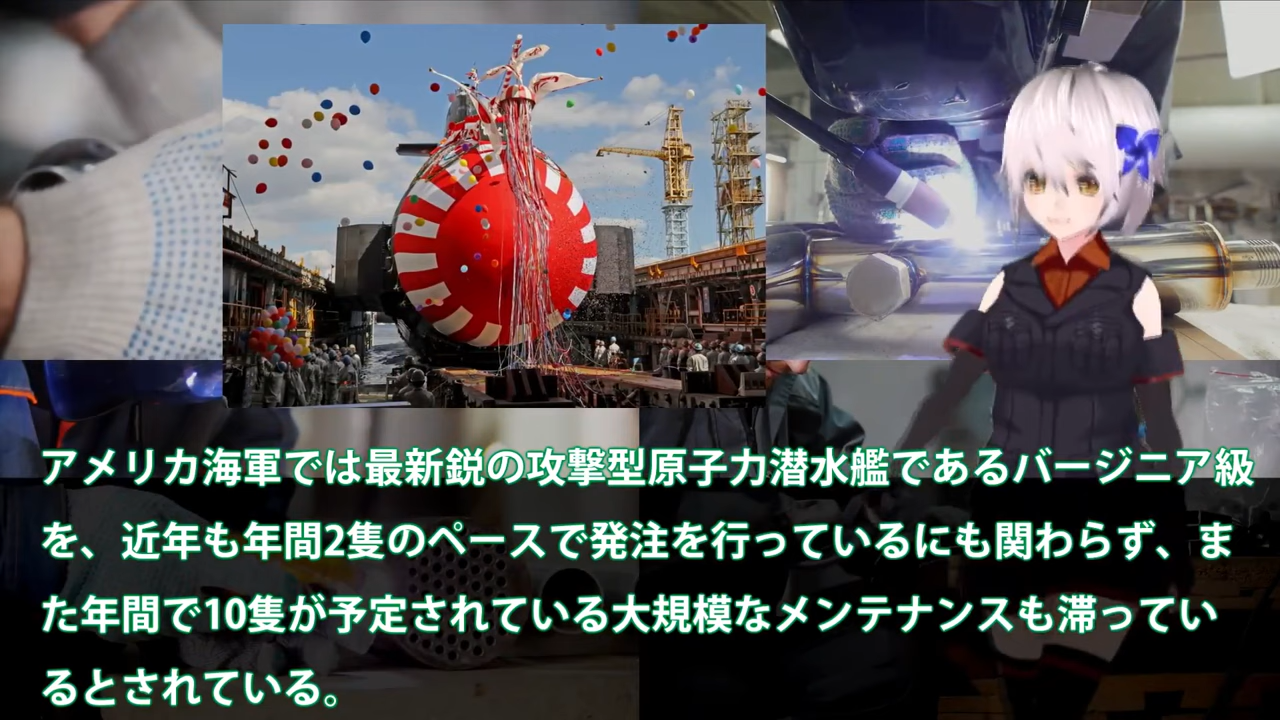 アメリカ海軍では最新鋭の攻撃型原子力潜水艦であるバージニア級
を、近年も年間2隻のペースで発注を行っているにも関わらず、ま
た年間で10隻が予定されている大規模なメンテナンスも滞ってい
るとされている。